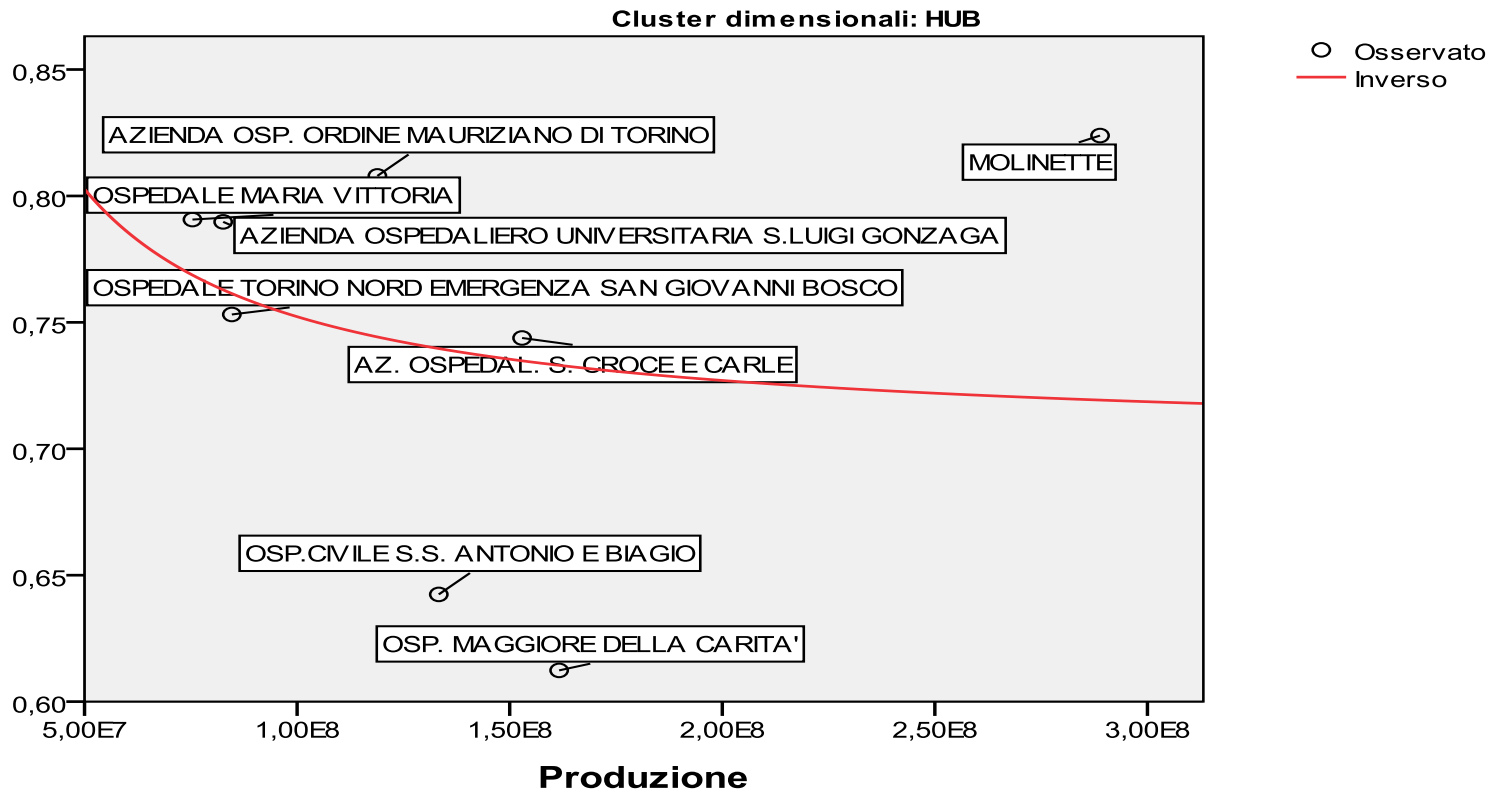 Cluster dimensionali: HUB
Osservato
Inverso
0,85
0,80
0,75
0,70
0,65
0,60
AZIENDA OSP. ORDINE MAURIZIANO DI TORINO
MOLINETTE
OSPEDALE MARIA VITTORIA
AZIENDA OSPEDALIERO UNIVERSITARIA S.LUIGI GONZAGA
OSPEDALE TORINO NORD EMERGENZA SAN GIOVANNI BOSCO
AZ. OSPEDAL. S. CROCE E CARLE
OSP.CIVILE S.S. ANTONIO E BIAGIO
OSP. MAGGIORE DELLA CARITA'
5,00E7
1,00E8
1,50E8
2,00E8
2,50E8
3,00E8
Produzione